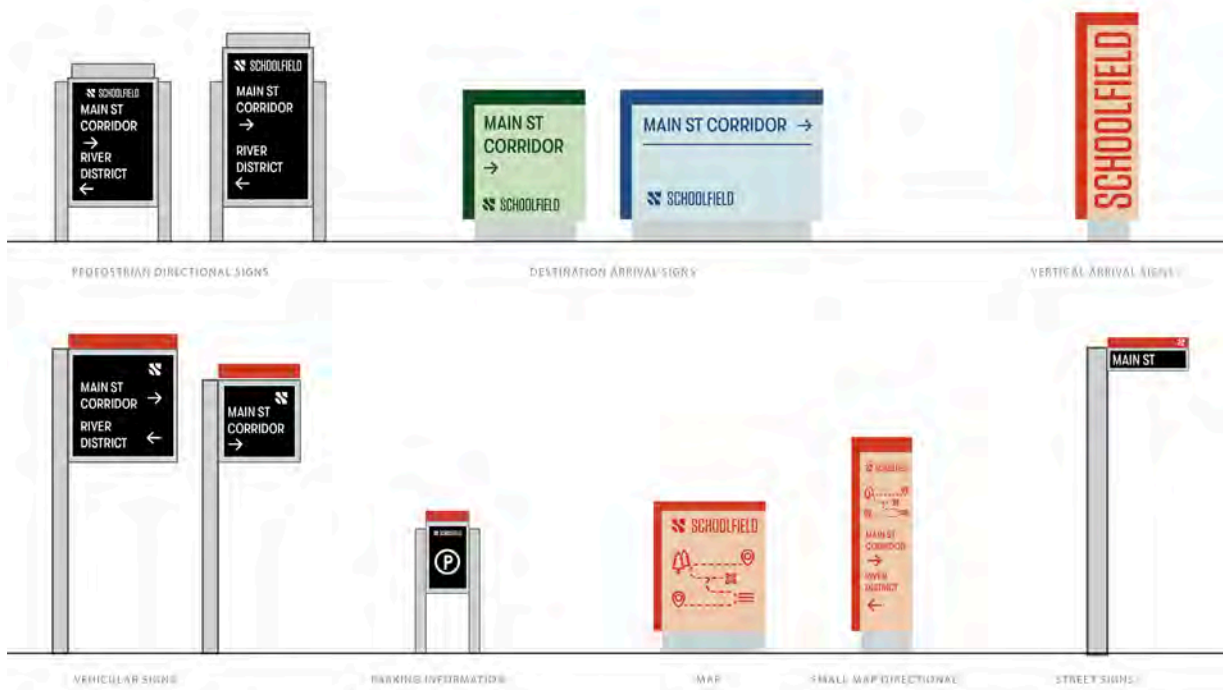 SCHOOLFIELD
MAIN ST
CORRIDOR
→
RIVER
DISTRICT
←
SCHOOLFIELD
MAIN ST
CORRIDOR
→
RIVER
DISTRICT
←
MAIN ST
CORRIDOR
→
SCHOOLFIELD
MAIN ST CORRIDOR →
SCHOOLFIELD
SCHOOLFIELD
PEDESTRIAN DIRECTIONAL SIGNS
DESTINATION ARRIVAL SIGNS
VERTICAL ARRIVAL SIGNS
MAIN ST
CORRIDOR →
RIVER
DISTRICT ←
MAIN ST
CORRIDOR
→
SCHOOLFIELD
P
SCHOOLFIELD
SCHOOLFIELD
MAIN ST
CORRIDOR
→
RIVER
DISTRICT
←
MAIN ST
VEHICULAR SIGNS
PARKING INFORMATION
MAP
SMALL MAP DIRECTIONAL
STREET SIGNS